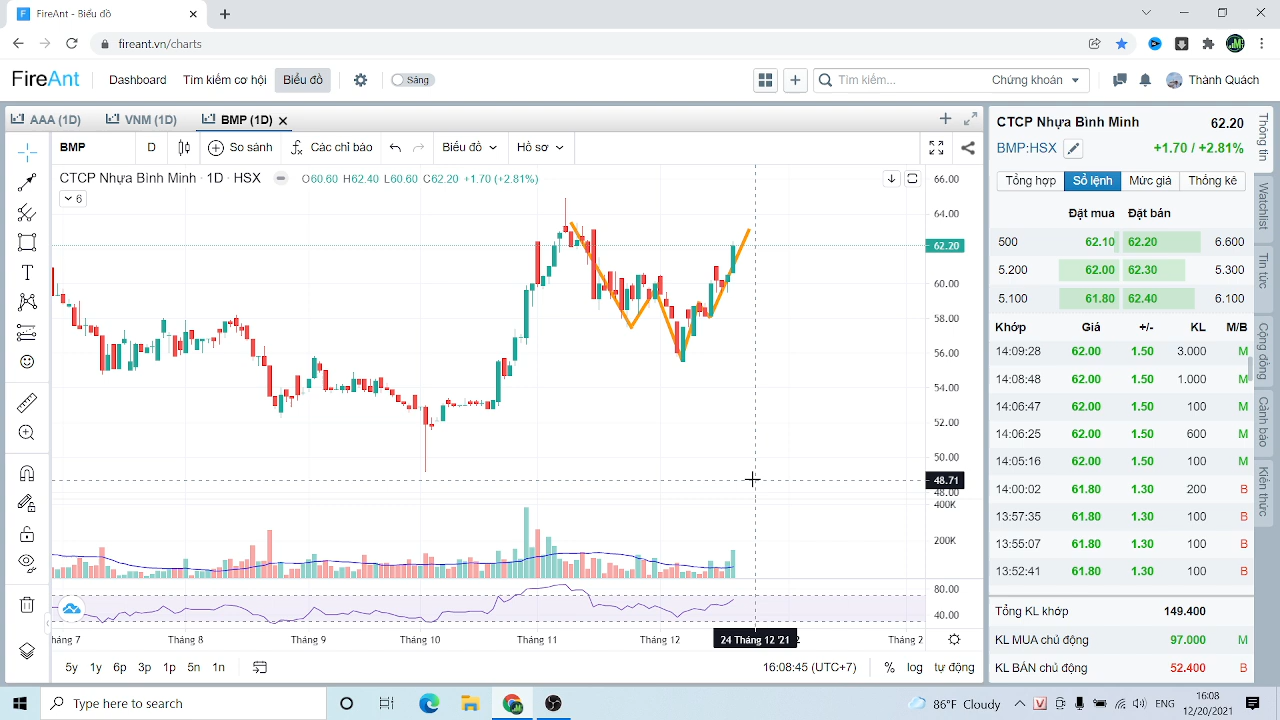 FireAnt - Biểu đồ
fireant.vn/charts
FireAnt Dashboard Tìm kiếm cơ hội Biểu đồ Sáng Tìm kiếm... Chứng khoán Thành Quách
AAA (1D) VNM (1D) BMP (1D)
BMP D So sánh Các chỉ báo Biểu đồ Hồ sơ
CTCP Nhựa Bình Minh · 1D · HSX O60.60 H62.40 L60.60 C62.20 +1.70 (+2.81%)
6
66.00
64.00
62.20
60.00
58.00
56.00
54.00
52.00
50.00
48.71
48.00
400K
200K
80.00
40.00
háng 7 Tháng 8 Tháng 9 Tháng 10 Tháng 11 Tháng 12 24 Tháng 12 '21 Tháng 2
5y 1y 6p 3p 1p 5n 1n 16:08:45 (UTC+7) % log tự động
CTCP Nhựa Bình Minh 62.20
BMP:HSX +1.70 / +2.81%
Tổng hợp Sổ lệnh Mức giá Thống kê
Đặt mua Đặt bán
300 62.10 62.20 6.600
5.200 62.00 62.30 5.300
5.100 61.80 62.40 6.100
Khớp Giá +/- KL M/B
14:09:28 62.00 1.50 3.000 M
14:08:48 62.00 1.50 1.000 M
14:06:47 62.00 1.50 100 M
14:06:25 62.00 1.50 600 M
14:05:16 62.00 1.50 100 M
14:00:02 61.80 1.30 200 B
13:57:35 61.80 1.30 100 B
13:55:07 61.80 1.30 100 B
13:52:41 61.80 1.30 100 B
Tổng KL khớp 149.400
KL MUA chủ động 97.000 M
KL BÁN chủ động 52.400 B
Thông tin
Watchlist
Tin tức
Cộng đồng
Cảnh báo
Kiến thức
Type here to search
86°F Cloudy ENG 16:08
12/20/2021